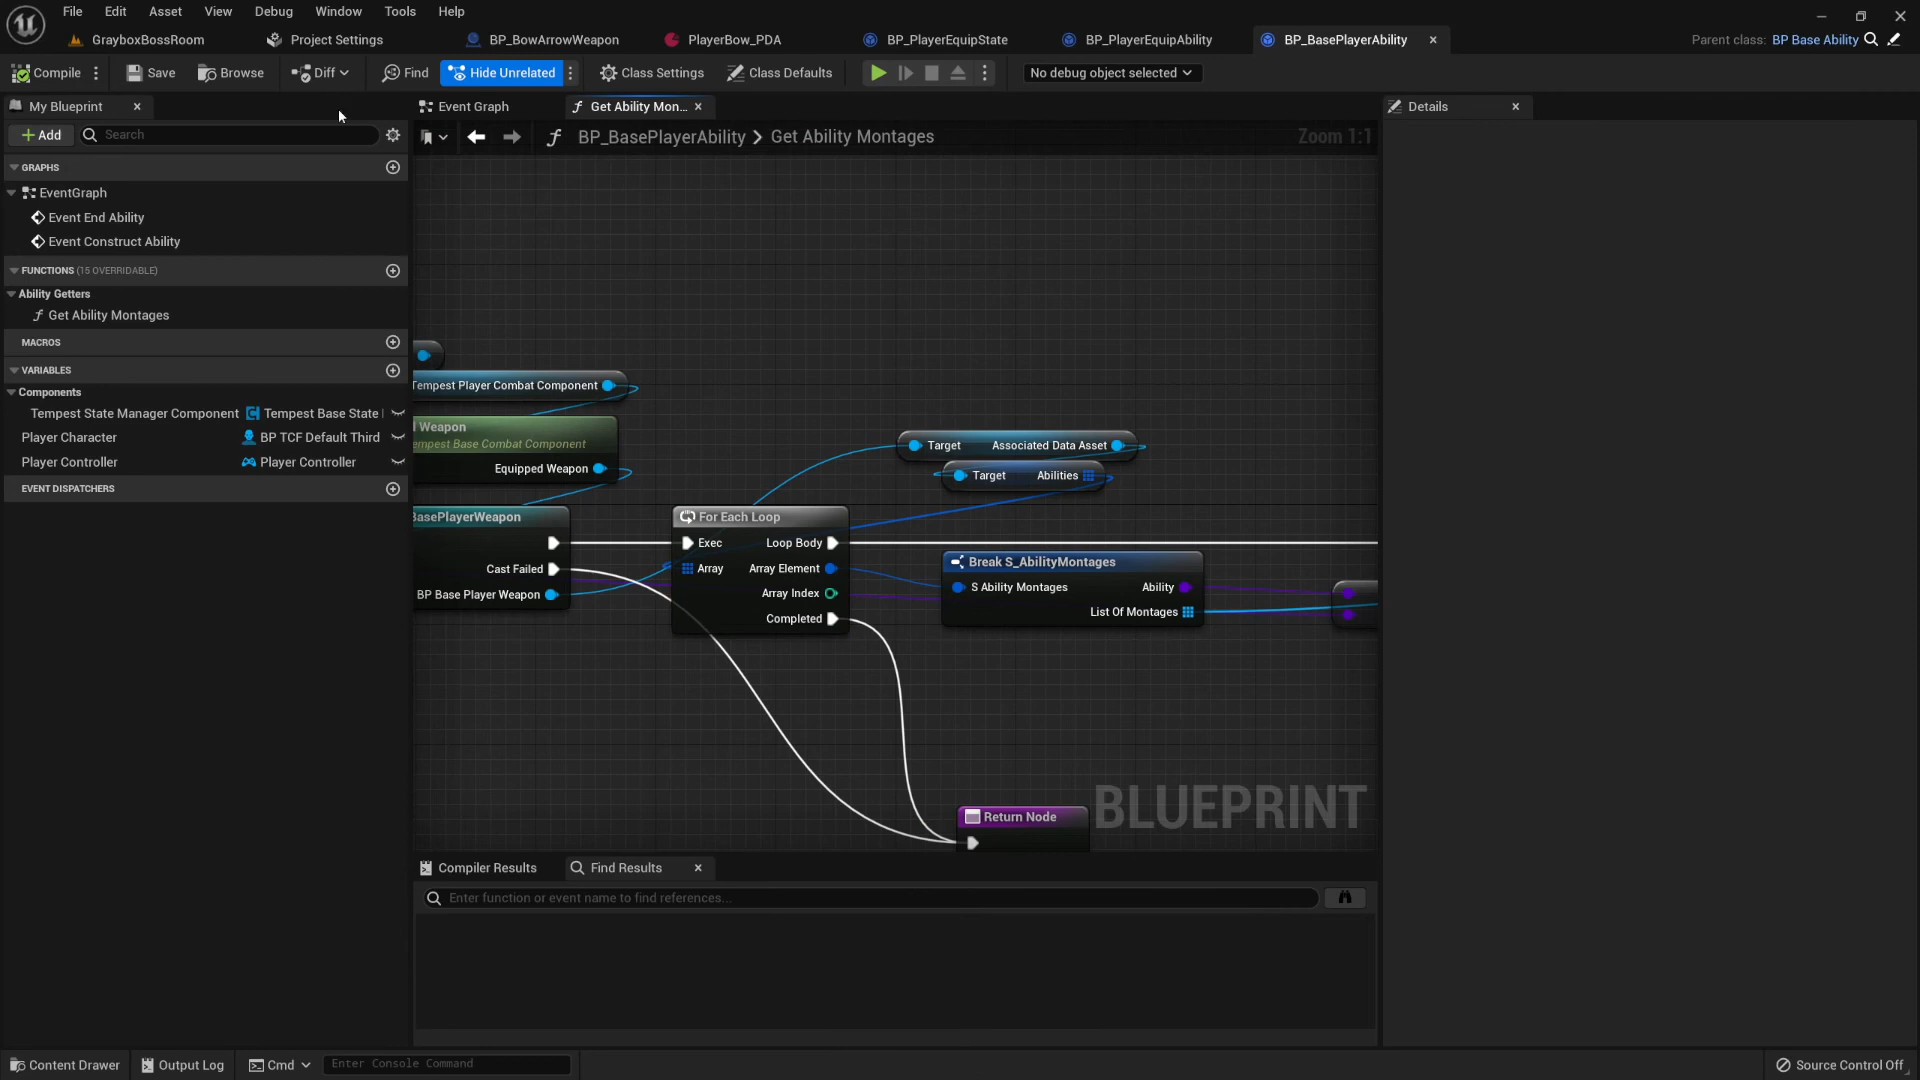 File Edit Asset View Debug Window Tools Help
GrayboxBossRoom Project Settings BP_BowArrowWeapon PlayerBow_PDA BP_PlayerEquipState BP_PlayerEquipAbility BP_BasePlayerAbility Parent class: BP Base Ability
Compile Save Browse Diff Find Hide Unrelated Class Settings Class Defaults No debug object selected
My Blueprint Event Graph Get Ability Mon... Details
Add Search BP_BasePlayerAbility > Get Ability Montages Zoom 1:1
GRAPHS
EventGraph
Event End Ability
Event Construct Ability
FUNCTIONS (15 OVERRIDABLE)
Ability Getters
Get Ability Montages
MACROS
VARIABLES
Components
Tempest State Manager Component Tempest Base State
Player Character BP TCF Default Third
Player Controller Player Controller
EVENT DISPATCHERS
Tempest Player Combat Component
Weapon
Tempest Base Combat Component
Equipped Weapon
BasePlayerWeapon
Cast Failed
BP Base Player Weapon
Target Associated Data Asset
Target Abilities
For Each Loop
Exec Loop Body
Array Array Element
Array Index
Completed
Break S_AbilityMontages
S Ability Montages Ability
List Of Montages
Return Node
BLUEPRINT
Compiler Results Find Results
Enter function or event name to find references...
Content Drawer Output Log Cmd Enter Console Command Source Control Off